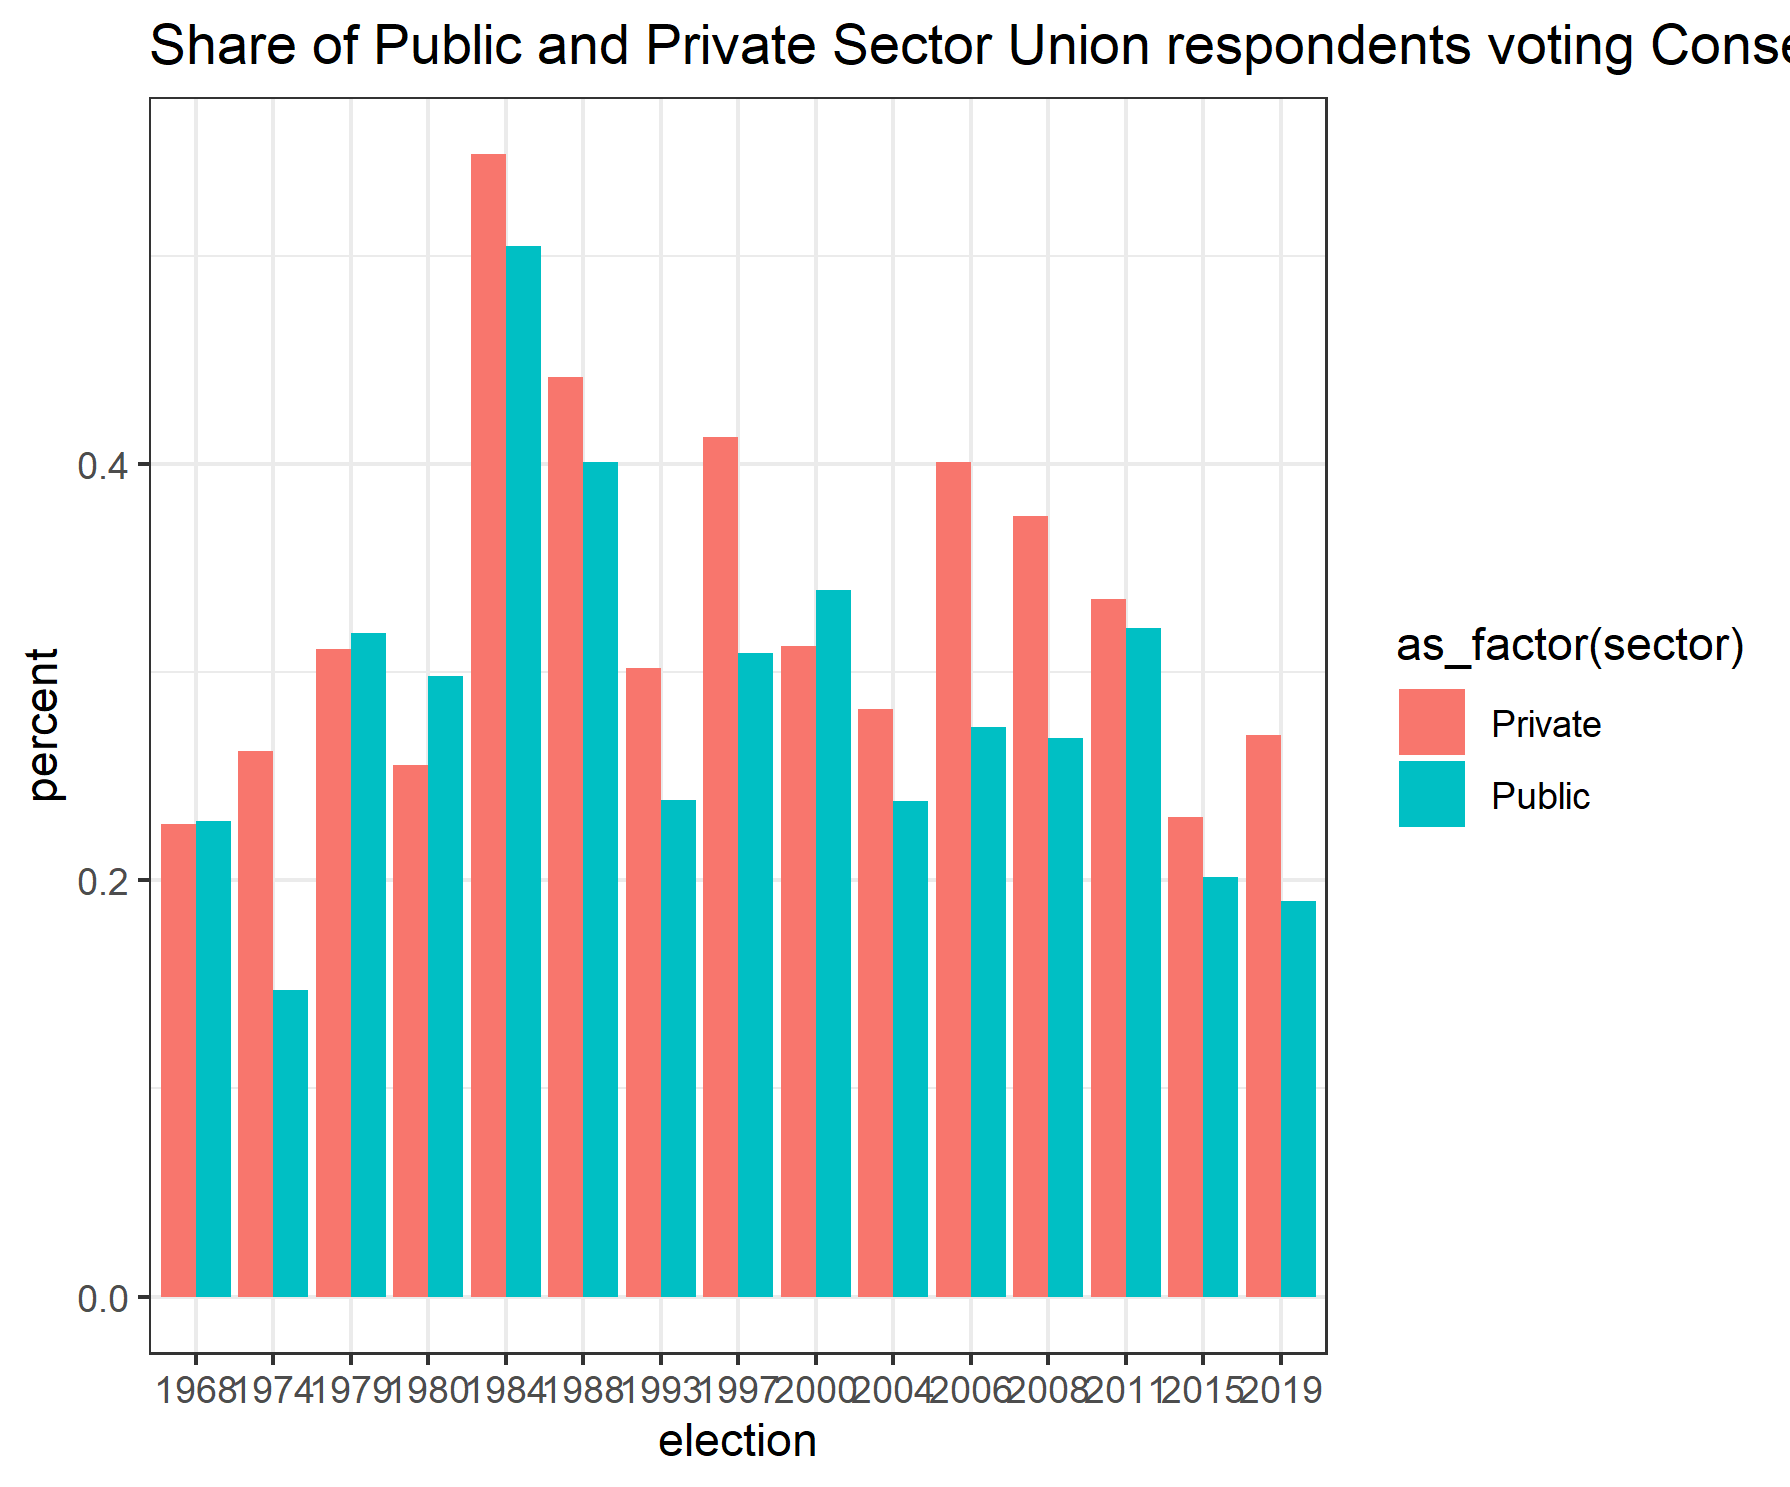 Share of Public and Private Sector Union respondents voting Conse
percent
0.4
0.2
0.0
1968 1974 1979 1980 1984 1988 1993 1997 2000 2004 2006 2008 2011 2015 2019
election
as_factor(sector)
Private
Public